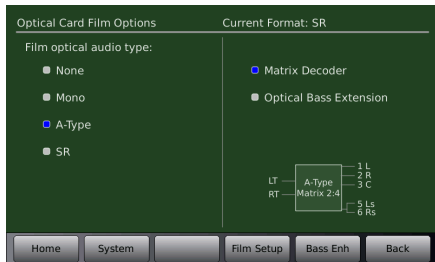 Optical Card Film Options
Current Format: SR
Film optical audio type:
None
Mono
A-Type
SR
Matrix Decoder
Optical Bass Extension
LT
RT
A-Type
Matrix 2:4
1 L
2 R
3 C
5 Ls
6 Rs
Home
System
Film Setup
Bass Enh
Back